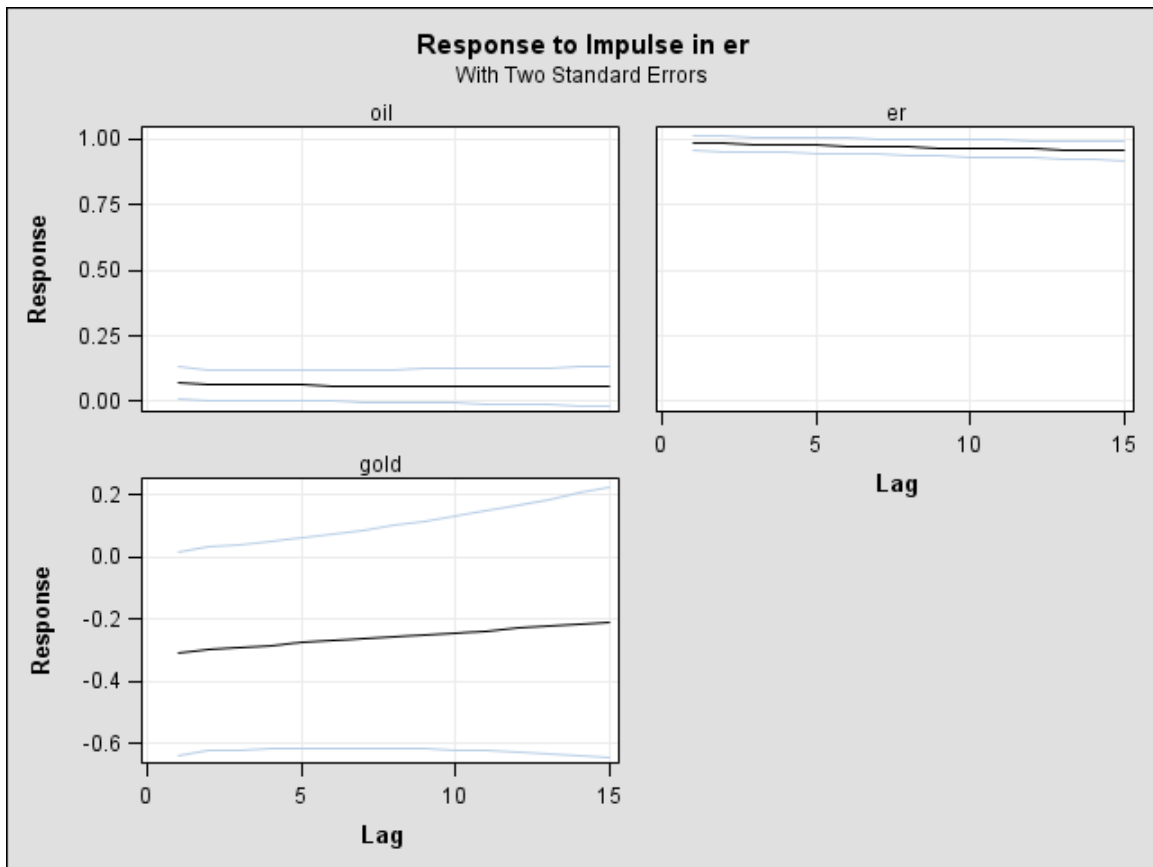 Response to Impulse in er
With Two Standard Errors
oil
er
1.00
0.75
0.50
0.25
0.00
Response
0
5
10
15
Lag
gold
0.2
0.0
-0.2
-0.4
-0.6
Response
0
5
10
15
Lag